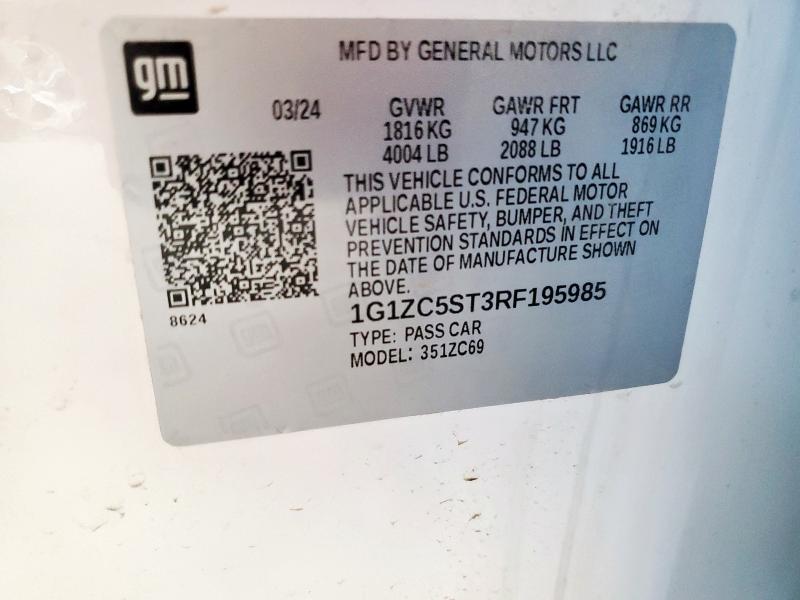 gm
MFD BY GENERAL MOTORS LLC
03/24 GVWR GAWR FRT GAWR RR
1816 KG 947 KG 869 KG
4004 LB 2088 LB 1916 LB
THIS VEHICLE CONFORMS TO ALL
APPLICABLE U.S. FEDERAL MOTOR
VEHICLE SAFETY, BUMPER, AND THEFT
PREVENTION STANDARDS IN EFFECT ON
THE DATE OF MANUFACTURE SHOWN
ABOVE.
8624
1G1ZC5ST3RF195985
TYPE: PASS CAR
MODEL: 351ZC69